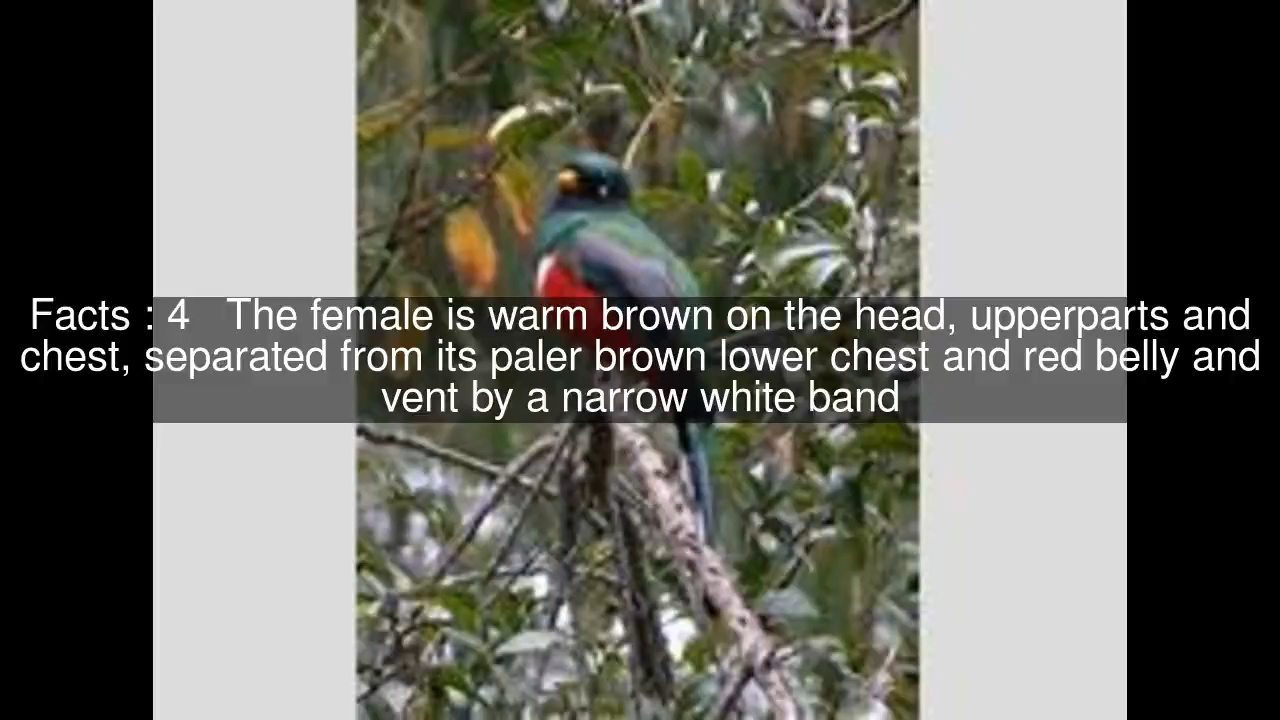 Facts : 4 The female is warm brown on the head, upperparts and
chest, separated from its paler brown lower chest and red belly and
vent by a narrow white band